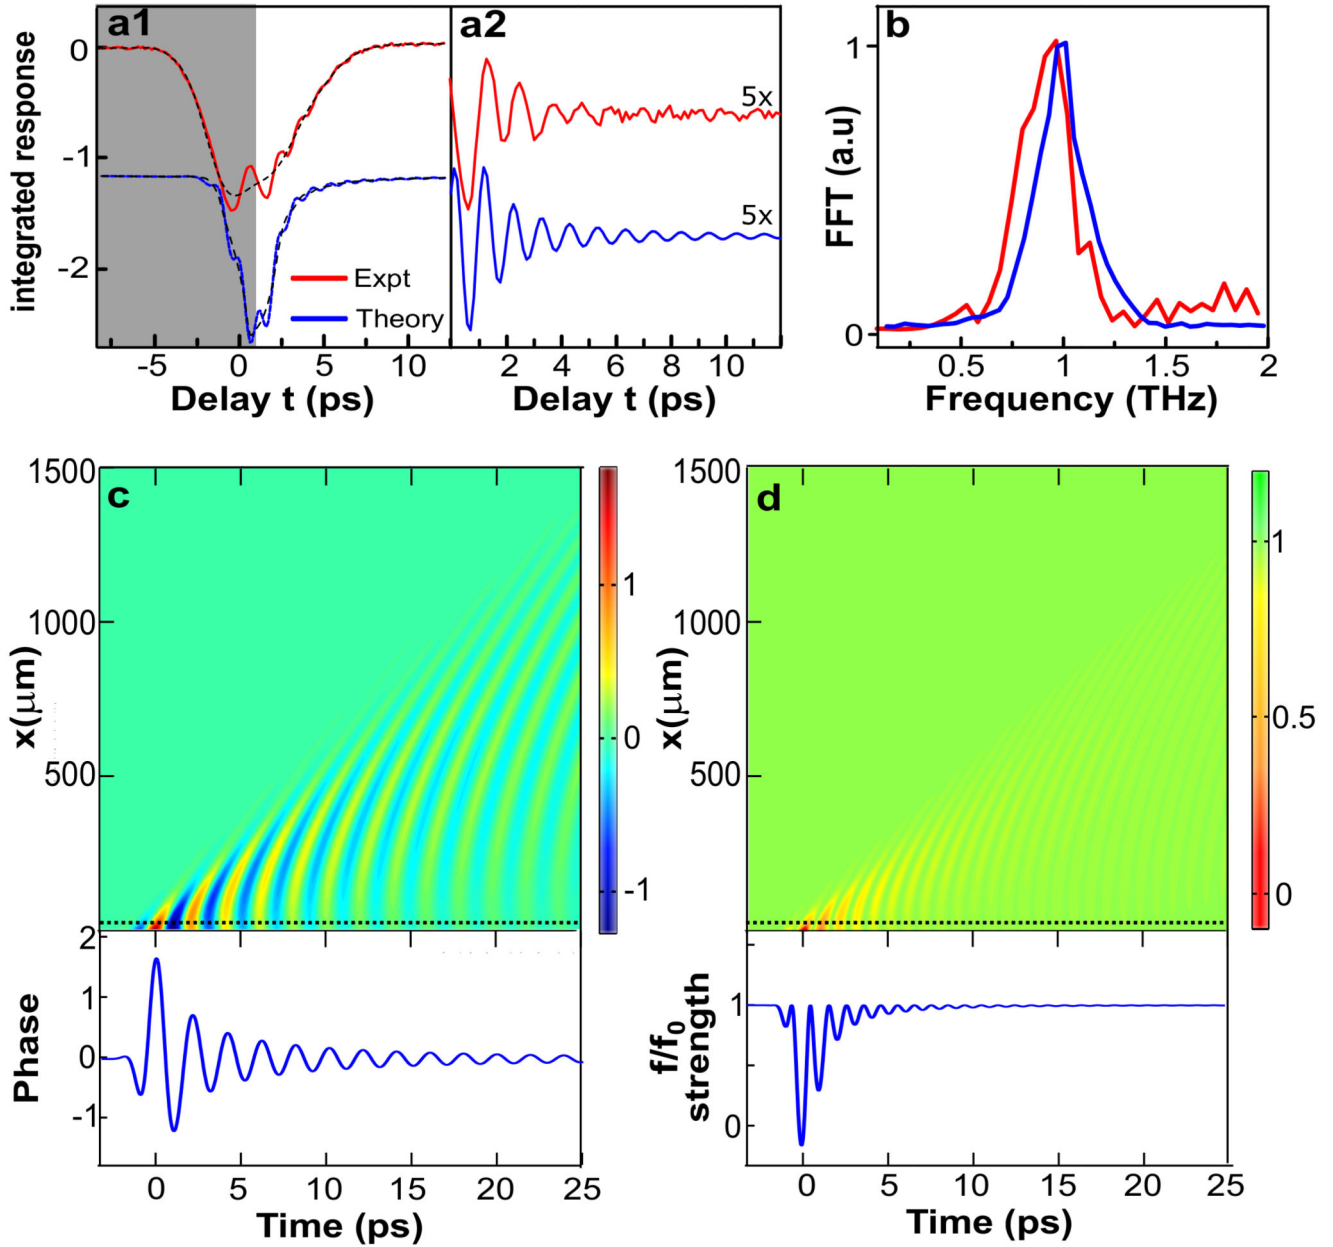 a1
a2
b
integrated response
0
-1
-2
Expt
Theory
5x
5x
-5
0
5
10
Delay t (ps)
2
4
6
8
10
Delay t (ps)
FFT (a.u)
1
0
0.5
1
1.5
2
Frequency (THz)
c
x(μm)
1500
1000
500
1
0
-1
Phase
2
1
0
-1
0
5
10
15
20
25
Time (ps)
d
x(μm)
1500
1000
500
1
0.5
0
f/f₀
strength
1
0
0
5
10
15
20
25
Time (ps)